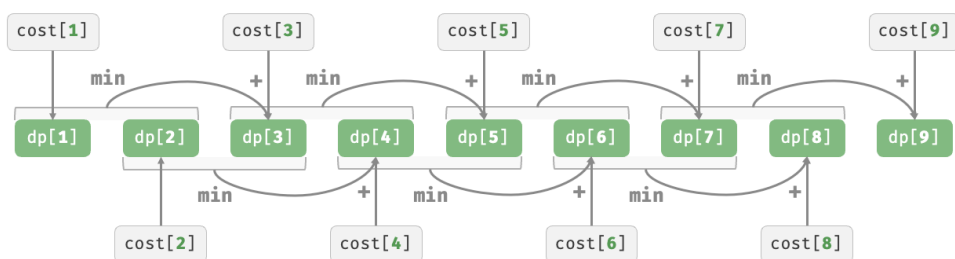 cost[1] cost[3] cost[5] cost[7] cost[9]
min + min + min + min +
dp[1] dp[2] dp[3] dp[4] dp[5] dp[6] dp[7] dp[8] dp[9]
min + min + min +
cost[2] cost[4] cost[6] cost[8]